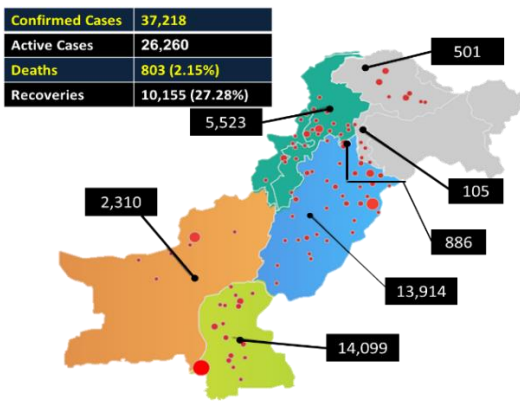 Confirmed Cases 37,218
Active Cases 26,260
Deaths 803 (2.15%)
Recoveries 10,155 (27.28%)
501
5,523
105
2,310
886
13,914
14,099